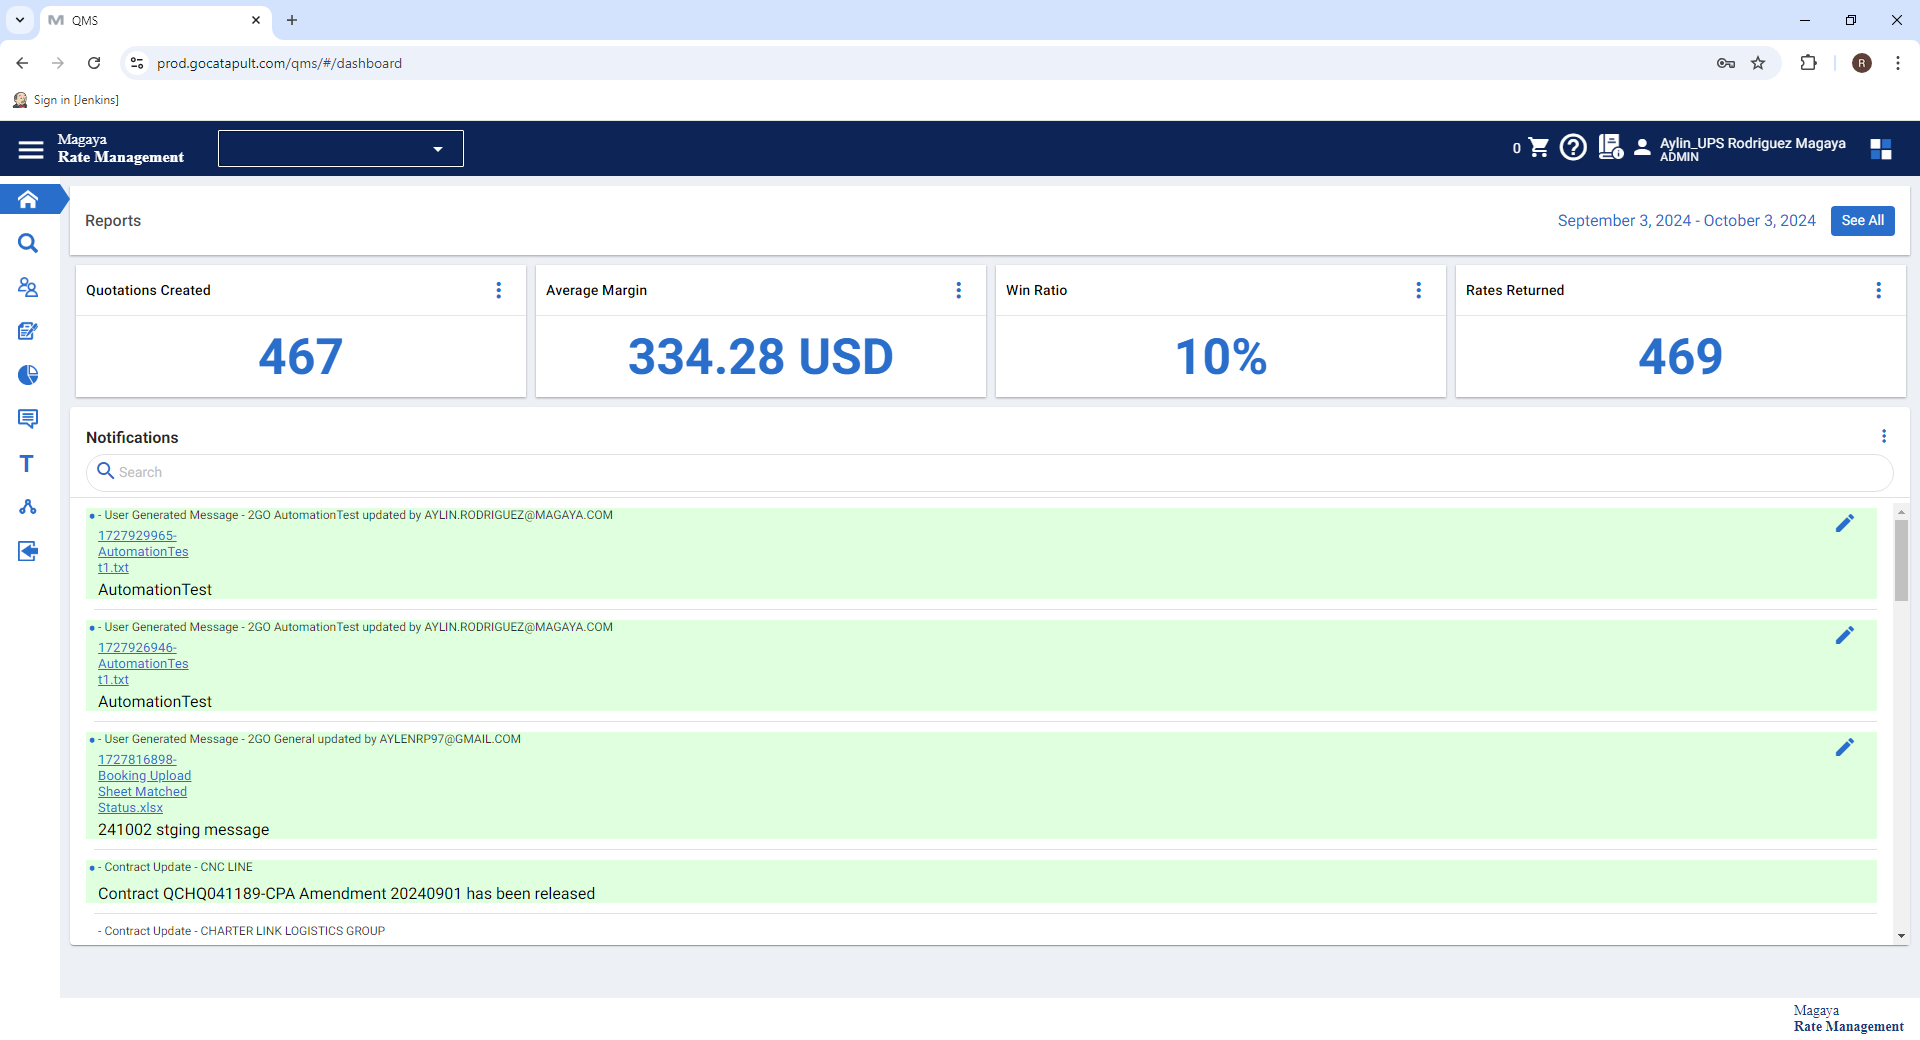 QMS
prod.gocatapult.com/qms/#/dashboard
R
Sign in [Jenkins]
Magaya
Rate Management
0
Aylin_UPS Rodriguez Magaya
ADMIN
Reports
September 3, 2024 - October 3, 2024
See All
Quotations Created
467
Average Margin
334.28 USD
Win Ratio
10%
Rates Returned
469
Notifications
Search
- User Generated Message - 2GO AutomationTest updated by AYLIN.RODRIGUEZ@MAGAYA.COM
1727929965-
AutomationTes
t1.txt
AutomationTest
- User Generated Message - 2GO AutomationTest updated by AYLIN.RODRIGUEZ@MAGAYA.COM
1727926946-
AutomationTes
t1.txt
AutomationTest
- User Generated Message - 2GO General updated by AYLENRP97@GMAIL.COM
1727816898-
Booking Upload
Sheet Matched
Status.xlsx
241002 stging message
- Contract Update - CNC LINE
Contract QCHQ041189-CPA Amendment 20240901 has been released
- Contract Update - CHARTER LINK LOGISTICS GROUP
Magaya
Rate Management